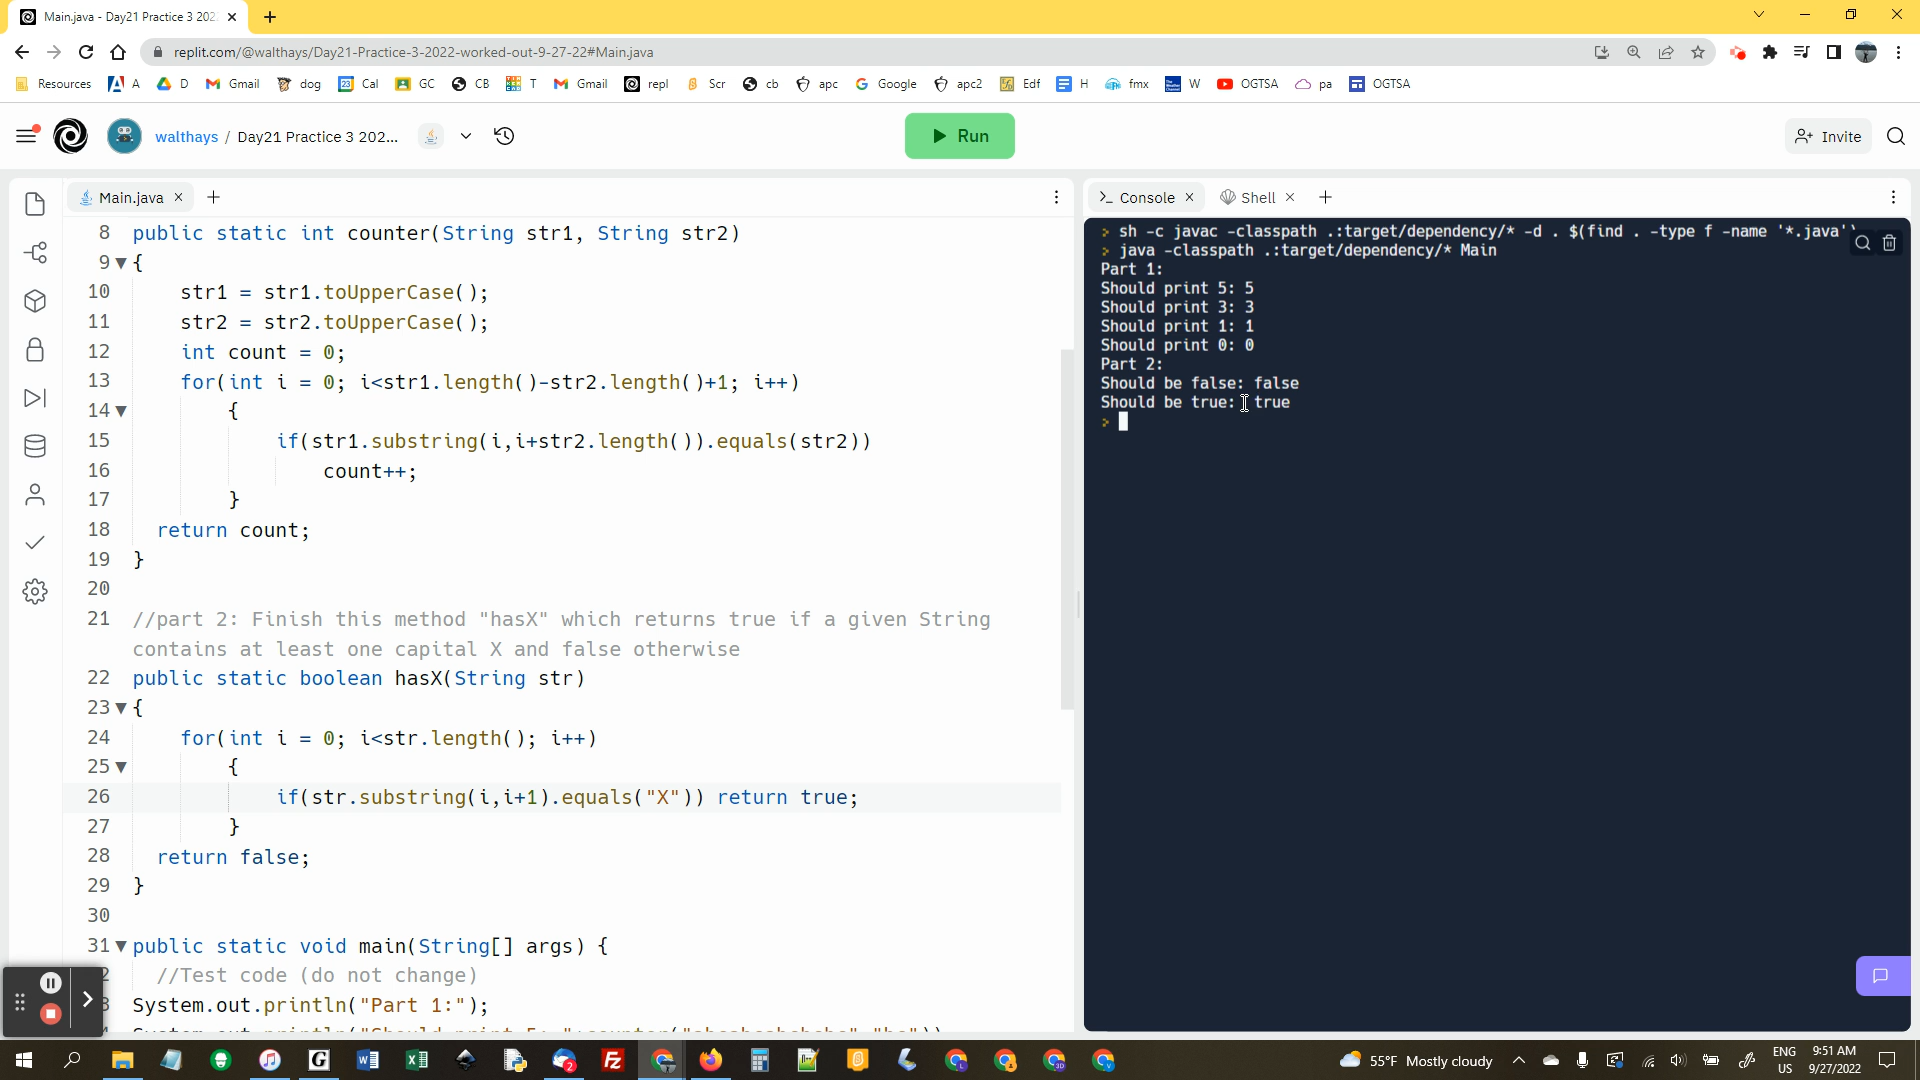 Main.java - Day21 Practice 3 202
replit.com/@walthays/Day21-Practice-3-2022-worked-out-9-27-22#Main.java
Resources A D Gmail dog Cal GC CB T Gmail repl Scr cb apc Google apc2 Edf H fmx W OGTSA pa OGTSA
walthays / Day21 Practice 3 202... Run Invite
Main.java
Console Shell
8 public static int counter(String str1, String str2)
9 {
10 str1 = str1.toUpperCase();
11 str2 = str2.toUpperCase();
12 int count = 0;
13 for(int i = 0; i<str1.length()-str2.length()+1; i++)
14 {
15 if(str1.substring(i,i+str2.length()).equals(str2))
16 count++;
17 }
18 return count;
19 }
20
21 //part 2: Finish this method "hasX" which returns true if a given String
contains at least one capital X and false otherwise
22 public static boolean hasX(String str)
23 {
24 for(int i = 0; i<str.length(); i++)
25 {
26 if(str.substring(i,i+1).equals("X")) return true;
27 }
28 return false;
29 }
30
31 public static void main(String[] args) {
//Test code (do not change)
System.out.println("Part 1:");
> sh -c javac -classpath .:target/dependency/* -d . $(find . -type f -name '*.java')
> java -classpath .:target/dependency/* Main
Part 1:
Should print 5: 5
Should print 3: 3
Should print 1: 1
Should print 0: 0
Part 2:
Should be false: false
Should be true: true
>
55°F Mostly cloudy
ENG
US
9:51 AM
9/27/2022